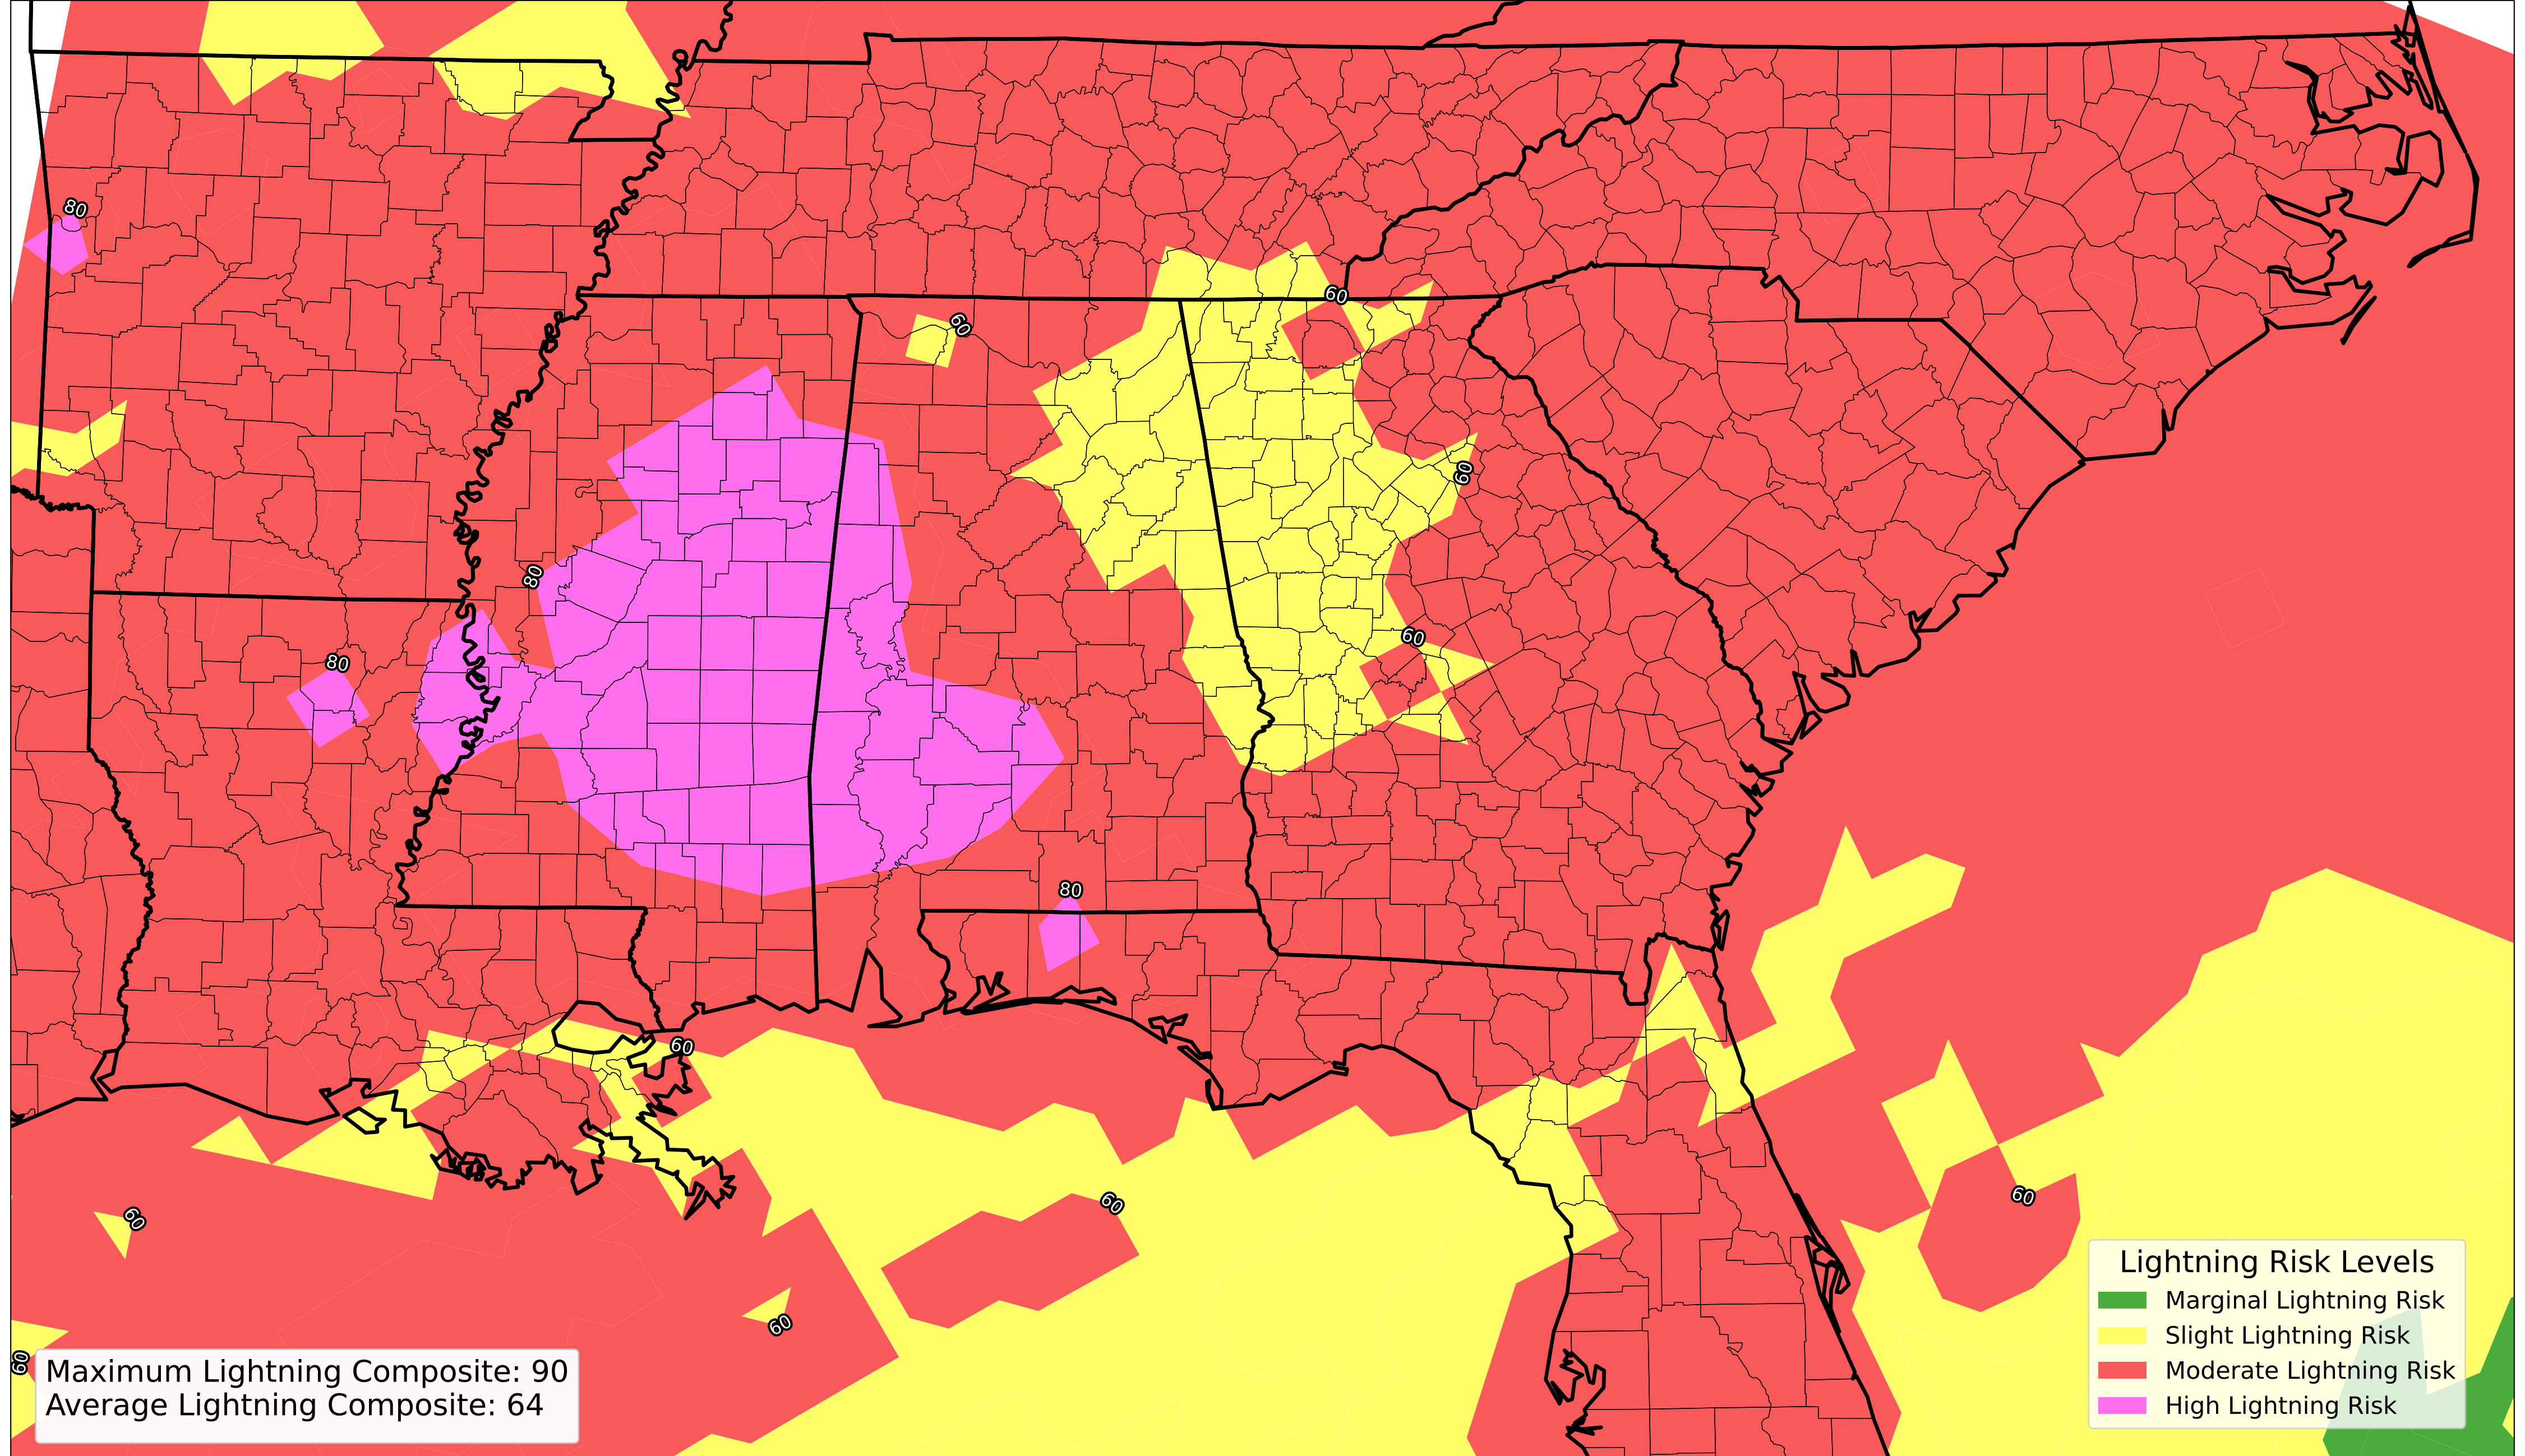 80
60
60
60
80
60
80
80
60
60
60
60
60
60
Lightning Risk Levels
Marginal Lightning Risk
Slight Lightning Risk
Moderate Lightning Risk
High Lightning Risk
Maximum Lightning Composite: 90
Average Lightning Composite: 64